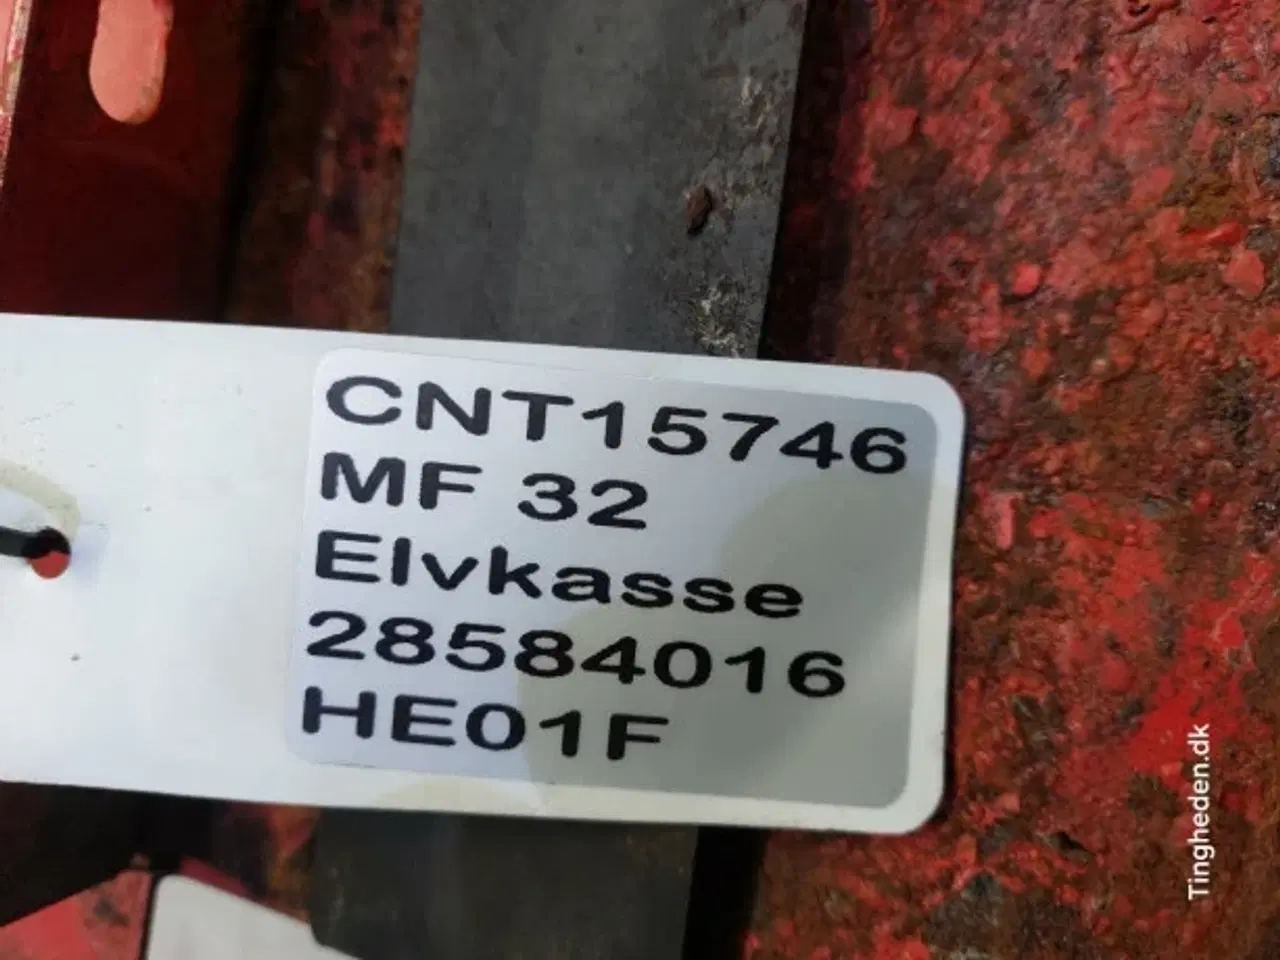 CNT15746
MF 32
Elvkasse
28584016
HE01F
Tingheden.dk